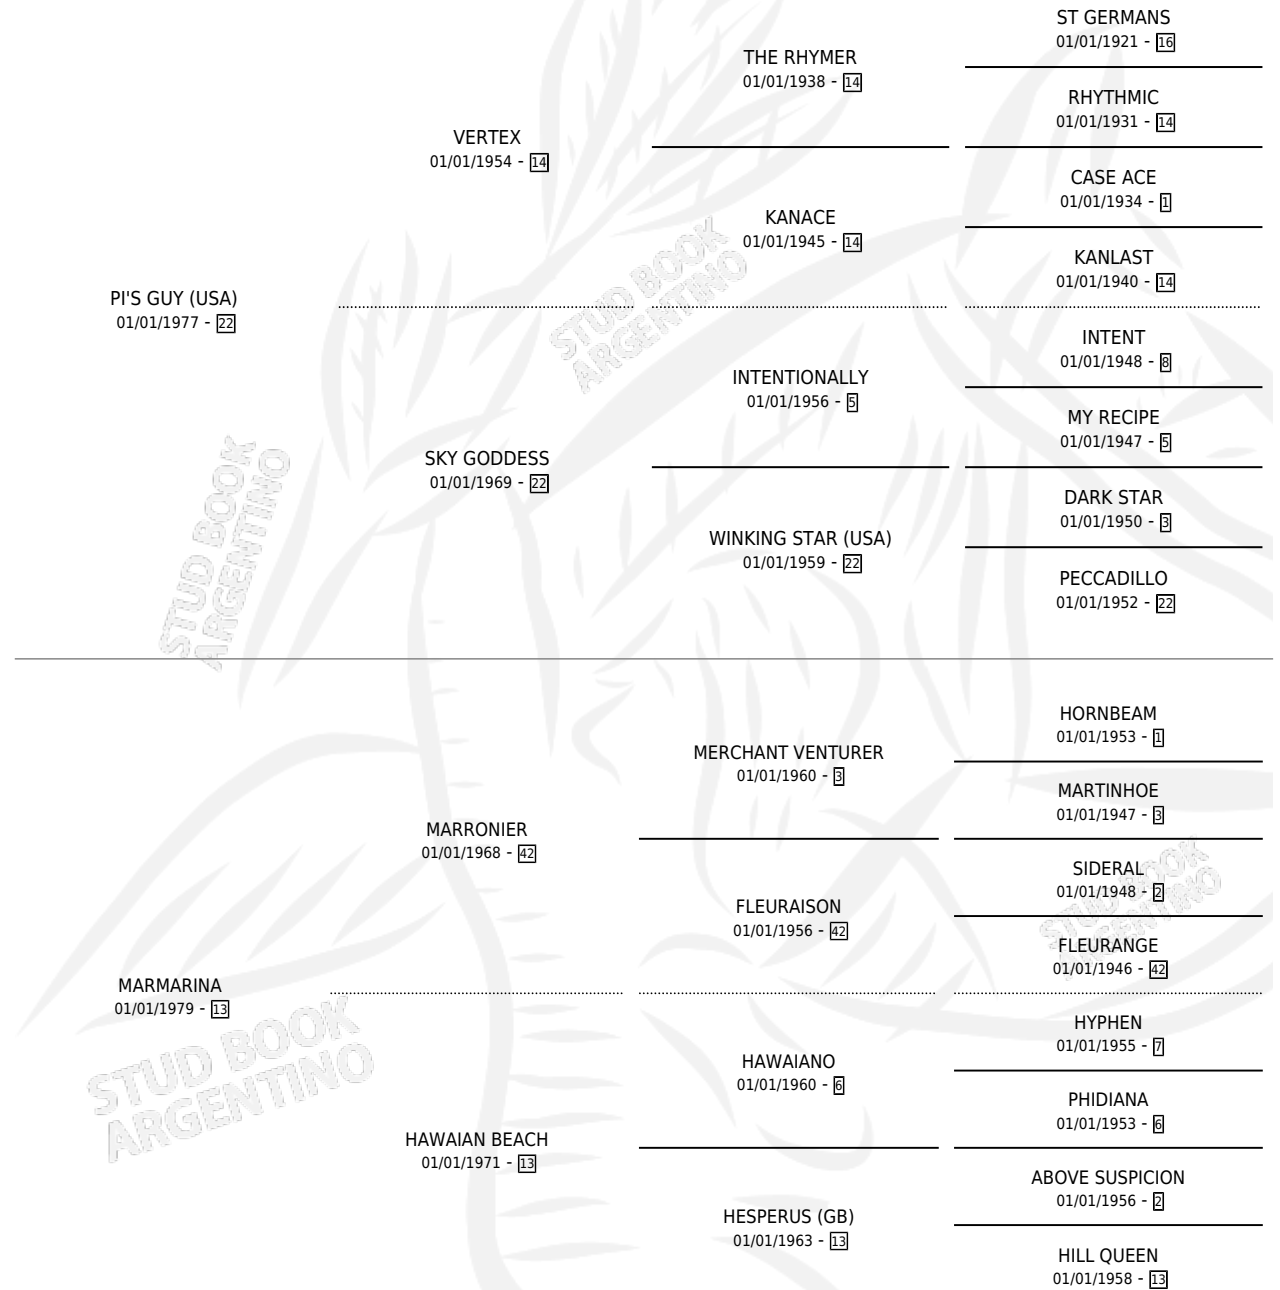 ST GERMANS
01/01/1921 - 16
THE RHYMER
01/01/1938 - 14
RHYTHMIC
01/01/1931 - 14
VERTEX
01/01/1954 - 14
CASE ACE
01/01/1934 - 1
KANACE
01/01/1945 - 14
KANLAST
01/01/1940 - 14
PI'S GUY (USA)
01/01/1977 - 22
STUD BOOK
ARGENTINO
INTENT
01/01/1948 - 8
INTENTIONALLY
01/01/1956 - 5
MY RECIPE
01/01/1947 - 5
SKY GODDESS
01/01/1969 - 22
DARK STAR
01/01/1950 - 3
WINKING STAR (USA)
01/01/1959 - 22
PECCADILLO
01/01/1952 - 22
STUD BOOK
ARGENTINO
HORNBEAM
01/01/1953 - 1
MERCHANT VENTURER
01/01/1960 - 3
MARTINHOE
01/01/1947 - 3
MARRONIER
01/01/1968 - 42
SIDERAL
01/01/1948 - 2
FLEURAISON
01/01/1956 - 42
FLEURANGE
01/01/1946 - 42
STUD BOOK
ARGENTINO
MARMARINA
01/01/1979 - 13
HYPHEN
01/01/1955 - 7
HAWAIANO
01/01/1960 - 6
PHIDIANA
01/01/1953 - 6
STUD BOOK
ARGENTINO
HAWAIAN BEACH
01/01/1971 - 13
ABOVE SUSPICION
01/01/1956 - 2
HESPERUS (GB)
01/01/1963 - 13
HILL QUEEN
01/01/1958 - 13